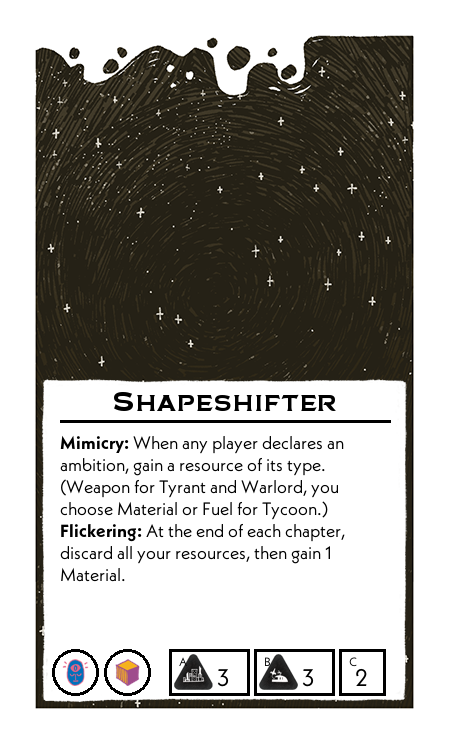 SHAPESHIFTER
Mimicry: When any player declares an
ambition, gain a resource of its type.
(Weapon for Tyrant and Warlord, you
choose Material or Fuel for Tycoon.)
Flickering: At the end of each chapter,
discard all your resources, then gain 1
Material.
A 3 B 3 C 2